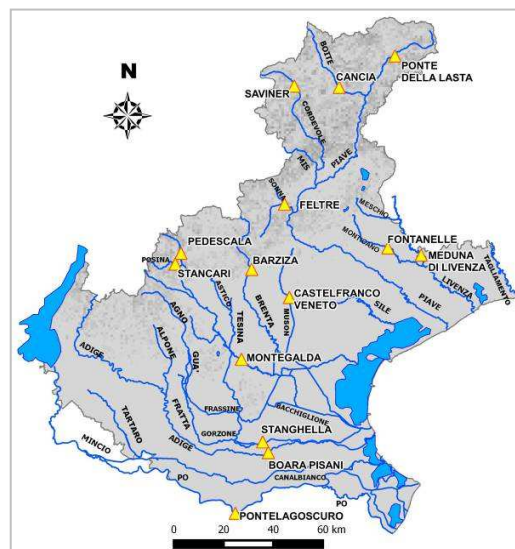 N
BOITE
PONTE
DELLA LASTA
CANCIA
SAVINER
CORDEVOLE
MIS
PIAVE
SONNA
FELTRE
MESCHIO
MONTICANO
FONTANELLE
MEDUNA
DI LIVENZA
TAGLIAMENTO
LIVENZA
PIAVE
PEDESCALA
POSINA
STANCARI
BARZIZA
ASTICO
TESINA
BRENTA
CASTELFRANCO
VENETO
MUSON
SILE
AGNO
GUA'
ALPONE
ADIGE
MONTEGALDA
FRATTA
FRASSINE
BACCHIGLIONE
TARTARO
GORZONE
STANGHELLA
ADIGE
MINCIO
BOARA PISANI
CANALBIANCO
PO
PO
PONTELAGOSCURO
0 20 40 60 km